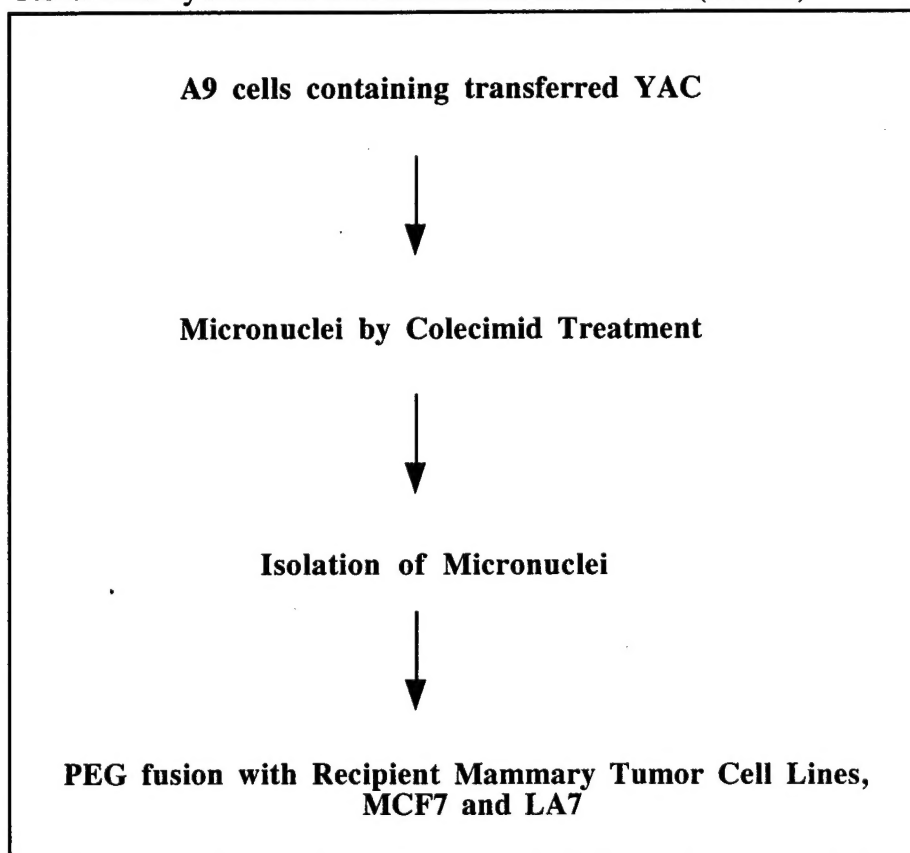 A9 cells containing transferred YAC
Micronuclei by Colecimid Treatment
Isolation of Micronuclei
PEG fusion with Recipient Mammary Tumor Cell Lines,
MCF7 and LA7